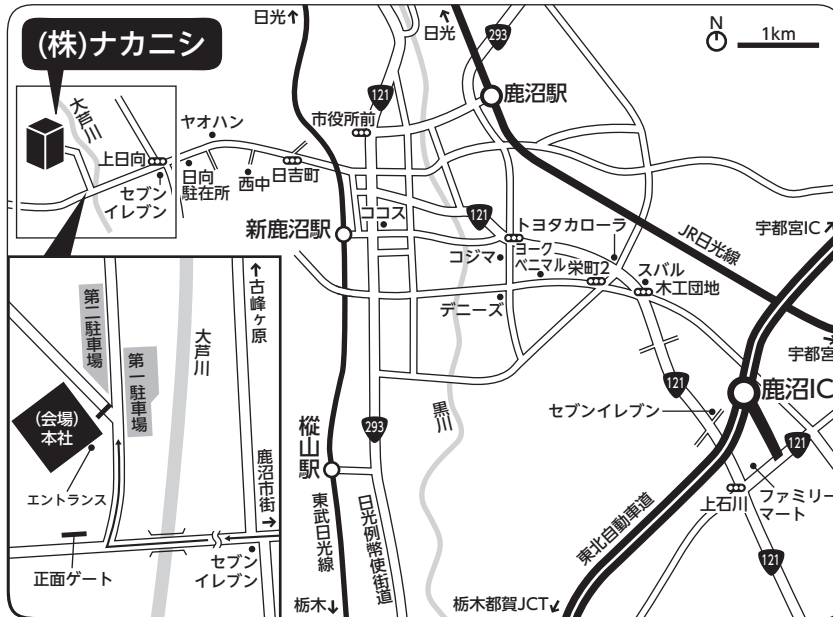 (株)ナカニシ
日光↑
日光
293
N
1km
鹿沼駅
121
市役所前
大芦川
ヤオハン
上日向
セブン
イレブン
日向
駐在所
西中
日吉町
新鹿沼駅
ココス
121
トヨタカローラ
コジマ
ヨーク
ベニマル
栄町2
スバル
木工団地
デニーズ
JR日光線
宇都宮IC
宇都宮
鹿沼IC
121
セブンイレブン
121
上石川
ファミリー
マート
121
東北自動車道
黒川
293
樅山駅
東武日光線
日光例幣使街道
栃木↓
栃木都賀JCT
↑古峰ヶ原
第二駐車場
第一駐車場
大芦川
(会場)
本社
エントランス
正面ゲート
鹿沼市街→
セブン
イレブン